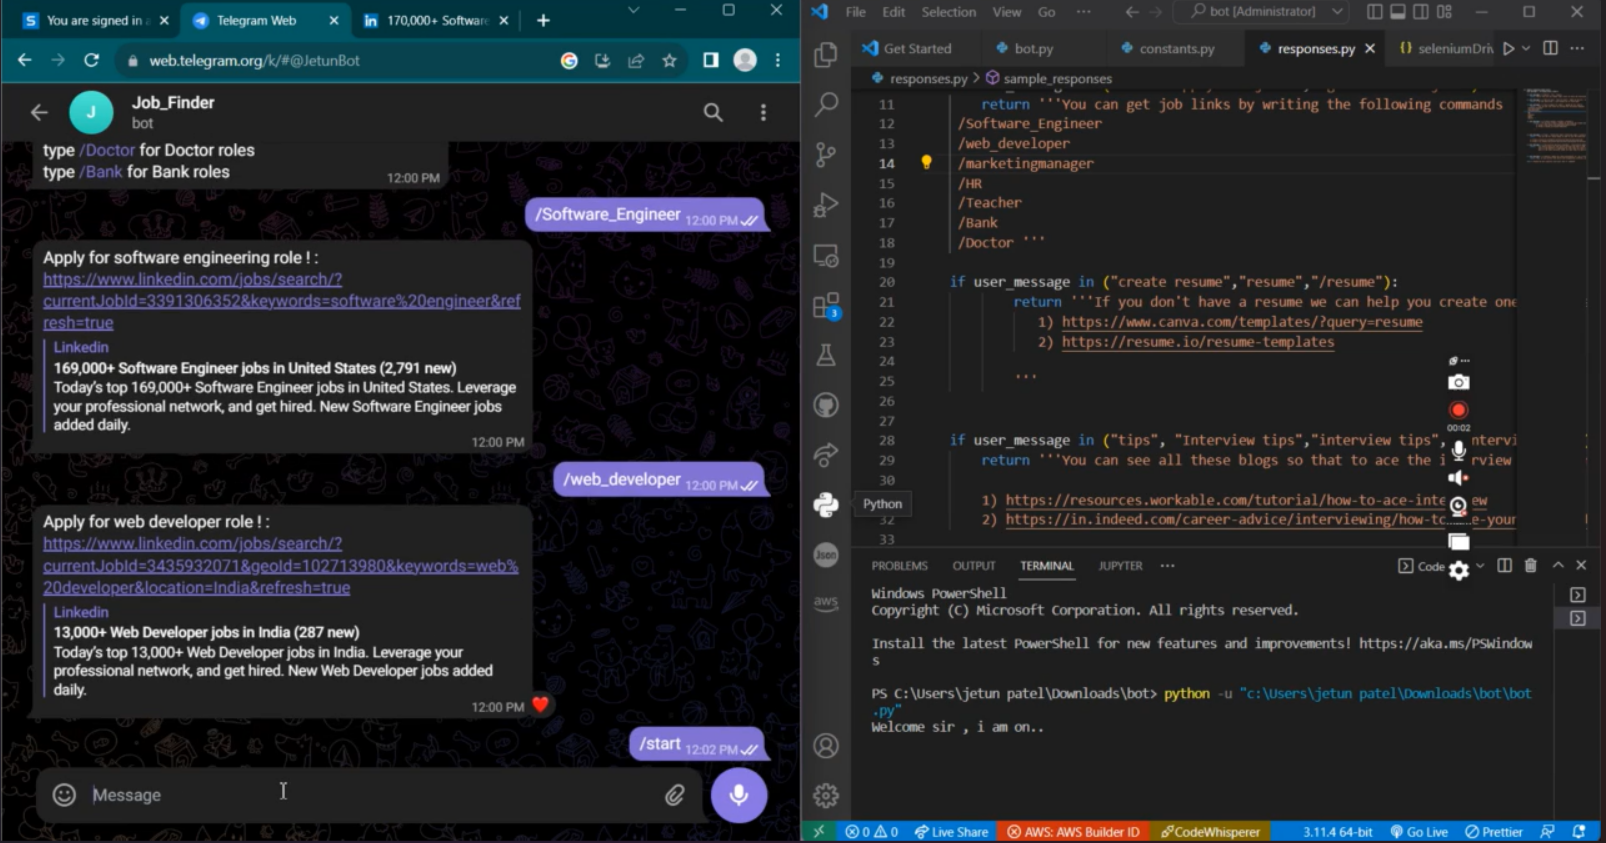 You are signed in a
Telegram Web
170,000+ Software
web.telegram.org/k/#@JetunBot
J
Job_Finder
bot
type /Doctor for Doctor roles
type /Bank for Bank roles
12:00 PM
/Software_Engineer 12:00 PM
Apply for software engineering role ! :
https://www.linkedin.com/jobs/search/?
currentJobId=3391306352&keywords=software%20engineer&ref
resh=true
Linkedin
169,000+ Software Engineer jobs in United States (2,791 new)
Today's top 169,000+ Software Engineer jobs in United States. Leverage
your professional network, and get hired. New Software Engineer jobs
added daily.
12:00 PM
/web_developer 12:00 PM
Apply for web developer role ! :
https://www.linkedin.com/jobs/search/?
currentJobId=3435932071&geoId=102713980&keywords=web%
20developer&location=India&refresh=true
Linkedin
13,000+ Web Developer jobs in India (287 new)
Today's top 13,000+ Web Developer jobs in India. Leverage your
professional network, and get hired. New Web Developer jobs added
daily.
12:00 PM
/start 12:02 PM
Message
File Edit Selection View Go bot [Administrator]
Get Started bot.py constants.py responses.py {} seleniumDriv
responses.py > sample_responses
11 return '''You can get job links by writing the following commands
12 /Software_Engineer
13 /web_developer
14 /marketingmanager
15 /HR
16 /Teacher
17 /Bank
18 /Doctor '''
19
20 if user_message in ("create resume","resume","/resume"):
21 return '''If you don't have a resume we can help you create one
22 1) https://www.canva.com/templates/?query=resume
23 2) https://resume.io/resume-templates
24
25 '''
26
27
28 if user_message in ("tips", "Interview tips","interview tips",
29 return '''You can see all these blogs so that to ace the
30
1) https://resources.workable.com/tutorial/how-to-ace-
32 2) https://in.indeed.com/career-advice/interviewing/how-
33
00:02
3
Python
Json
aws
PROBLEMS OUTPUT TERMINAL JUPYTER Code
Windows PowerShell
Copyright (C) Microsoft Corporation. All rights reserved.
Install the latest PowerShell for new features and improvements! https://aka.ms/PSWindow
s
PS C:\Users\jetun patel\Downloads\bot> python -u "c:\Users\jetun patel\Downloads\bot\bot
.py"
Welcome sir , i am on..
0 0 Live Share AWS: AWS Builder ID CodeWhisperer 3.11.4 64-bit Go Live Prettier